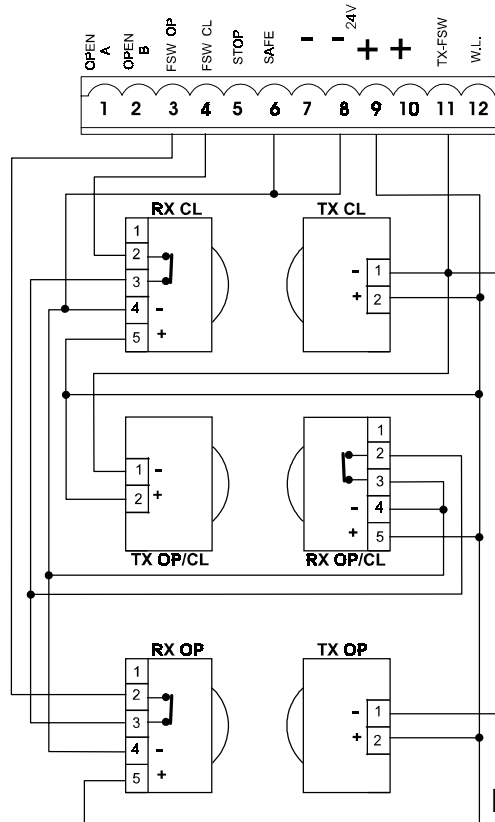 OPEN A
OPEN B
FSW OP
FSW CL
STOP
SAFE
-
- 24V
+
+
TX-FSW
W.L.
1 2 3 4 5 6 7 8 9 10 11 12
RX CL
1
2
3
4 -
5 +
TX CL
- 1
+ 2
1 -
2 +
TX OP/CL
1
2
3
- 4
+ 5
RX OP/CL
RX OP
1
2
3
4 -
5 +
TX OP
- 1
+ 2